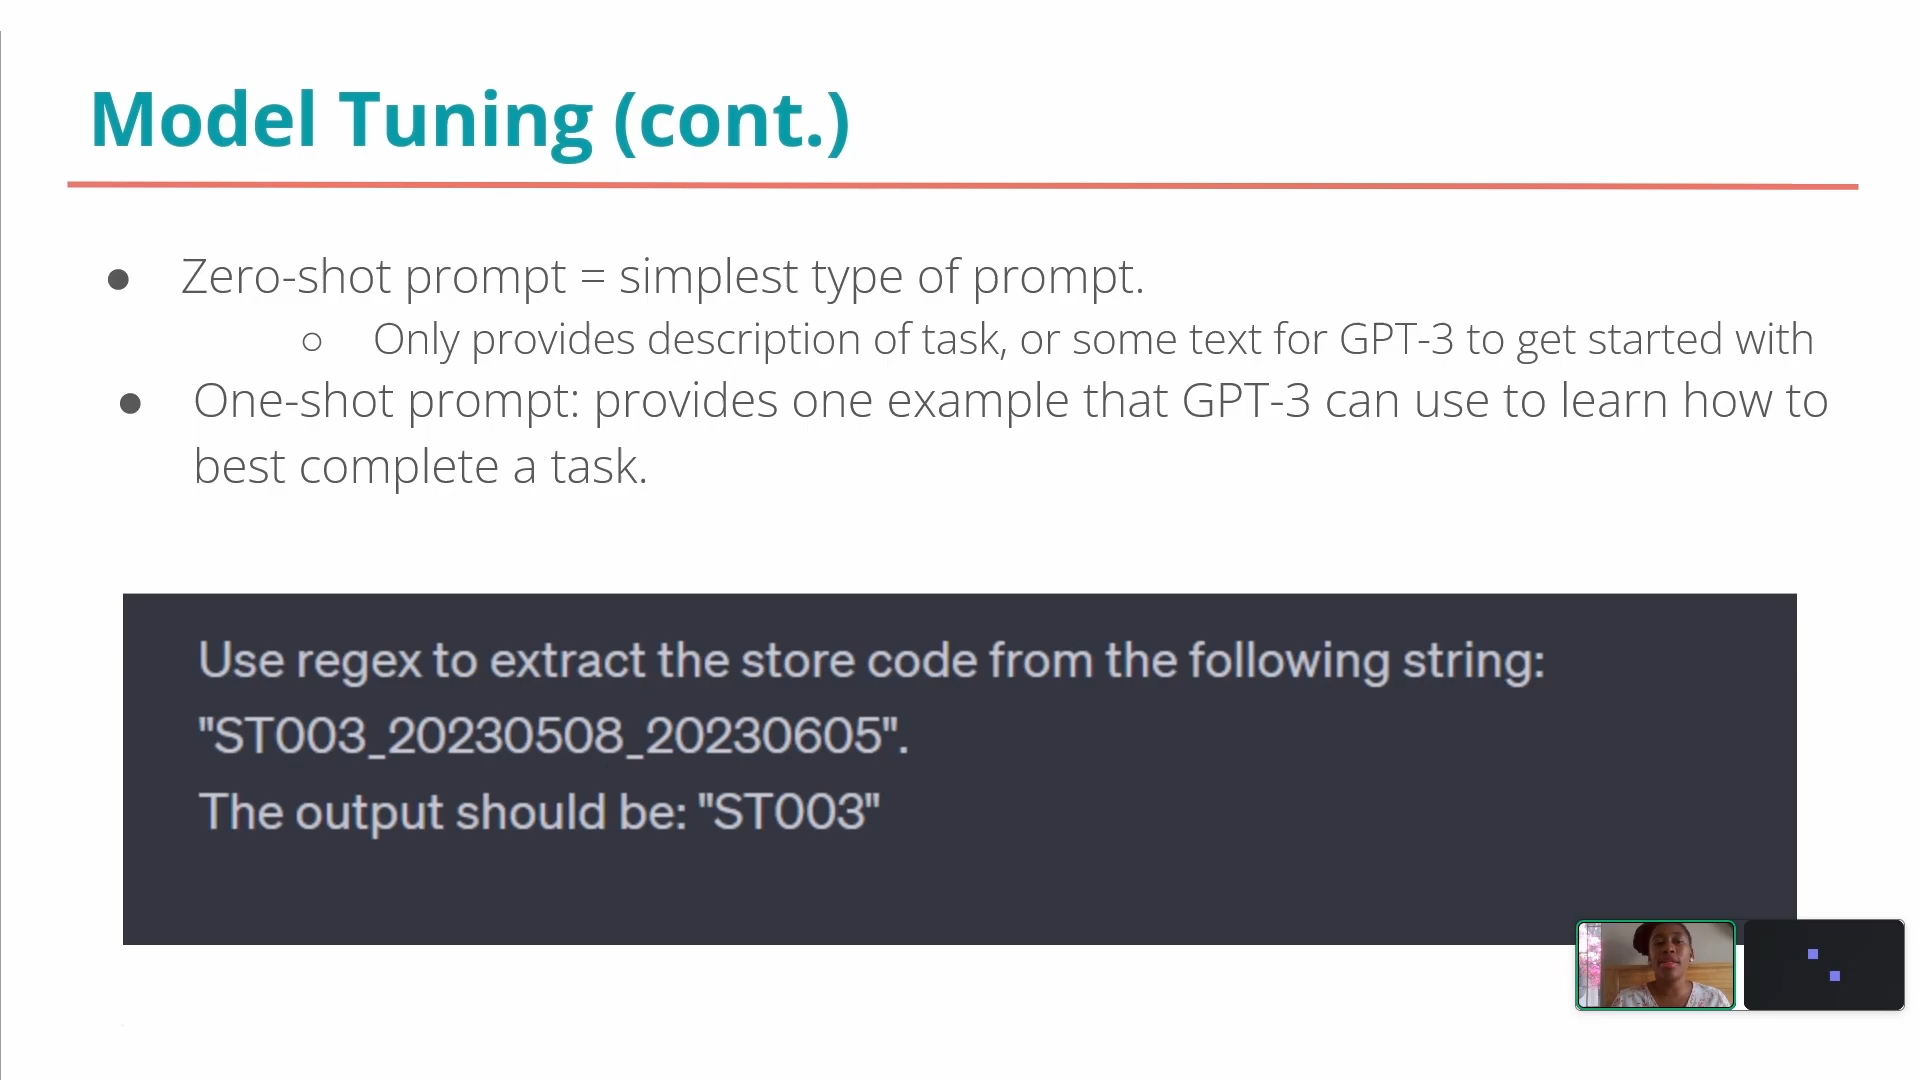 Model Tuning (cont.)
● Zero-shot prompt = simplest type of prompt.
○ Only provides description of task, or some text for GPT-3 to get started with
● One-shot prompt: provides one example that GPT-3 can use to learn how to
best complete a task.
Use regex to extract the store code from the following string:
"ST003_20230508_20230605".
The output should be: "ST003"